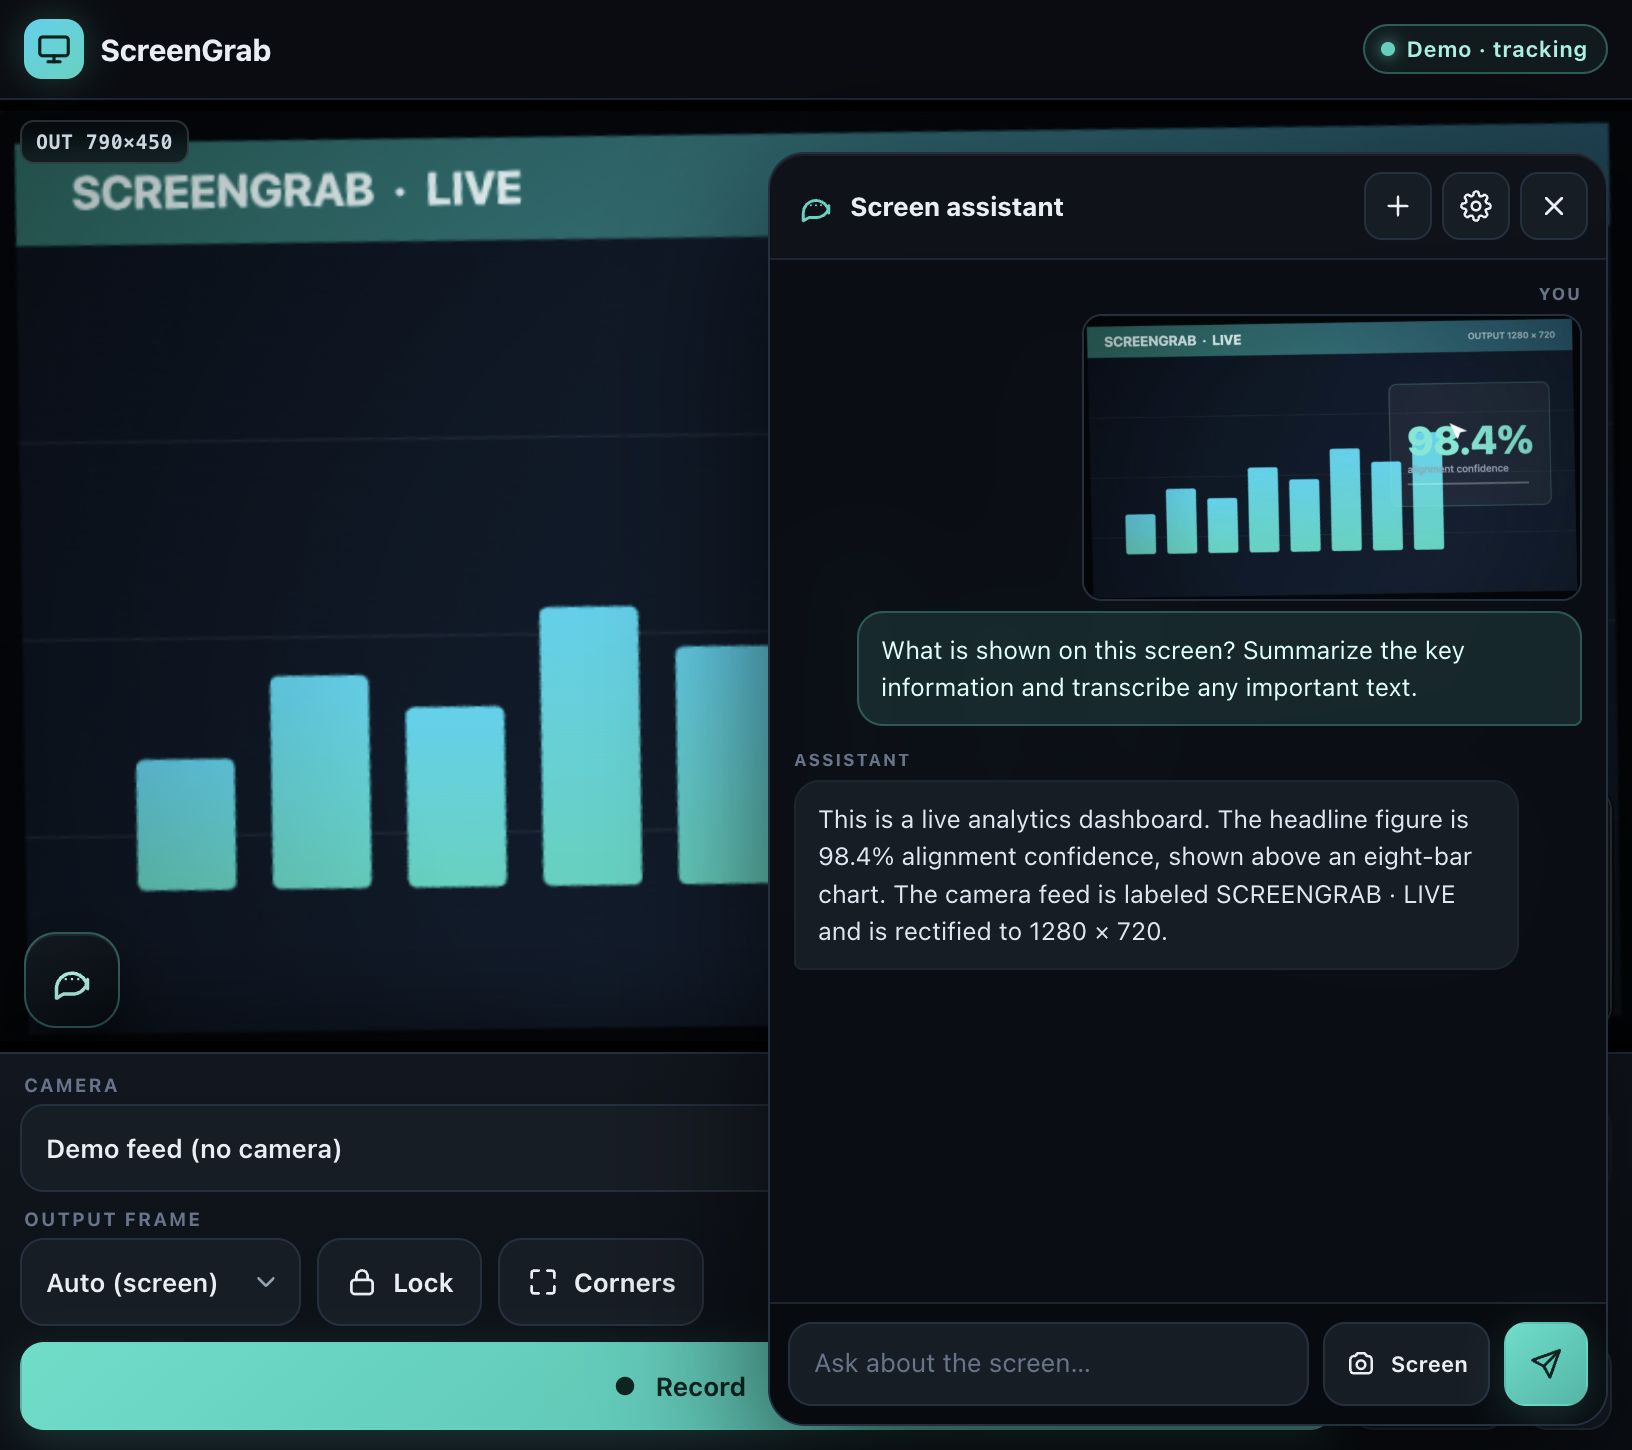 ScreenGrab
Demo · tracking
OUT 790×450
SCREENGRAB · LIVE
Screen assistant
YOU
SCREENGRAB · LIVE
OUTPUT 1280 × 720
98.4%
alignment confidence
What is shown on this screen? Summarize the key
information and transcribe any important text.
ASSISTANT
This is a live analytics dashboard. The headline figure is
98.4% alignment confidence, shown above an eight-bar
chart. The camera feed is labeled SCREENGRAB · LIVE
and is rectified to 1280 × 720.
CAMERA
Demo feed (no camera)
OUTPUT FRAME
Auto (screen)
Lock
Corners
Record
Ask about the screen...
Screen